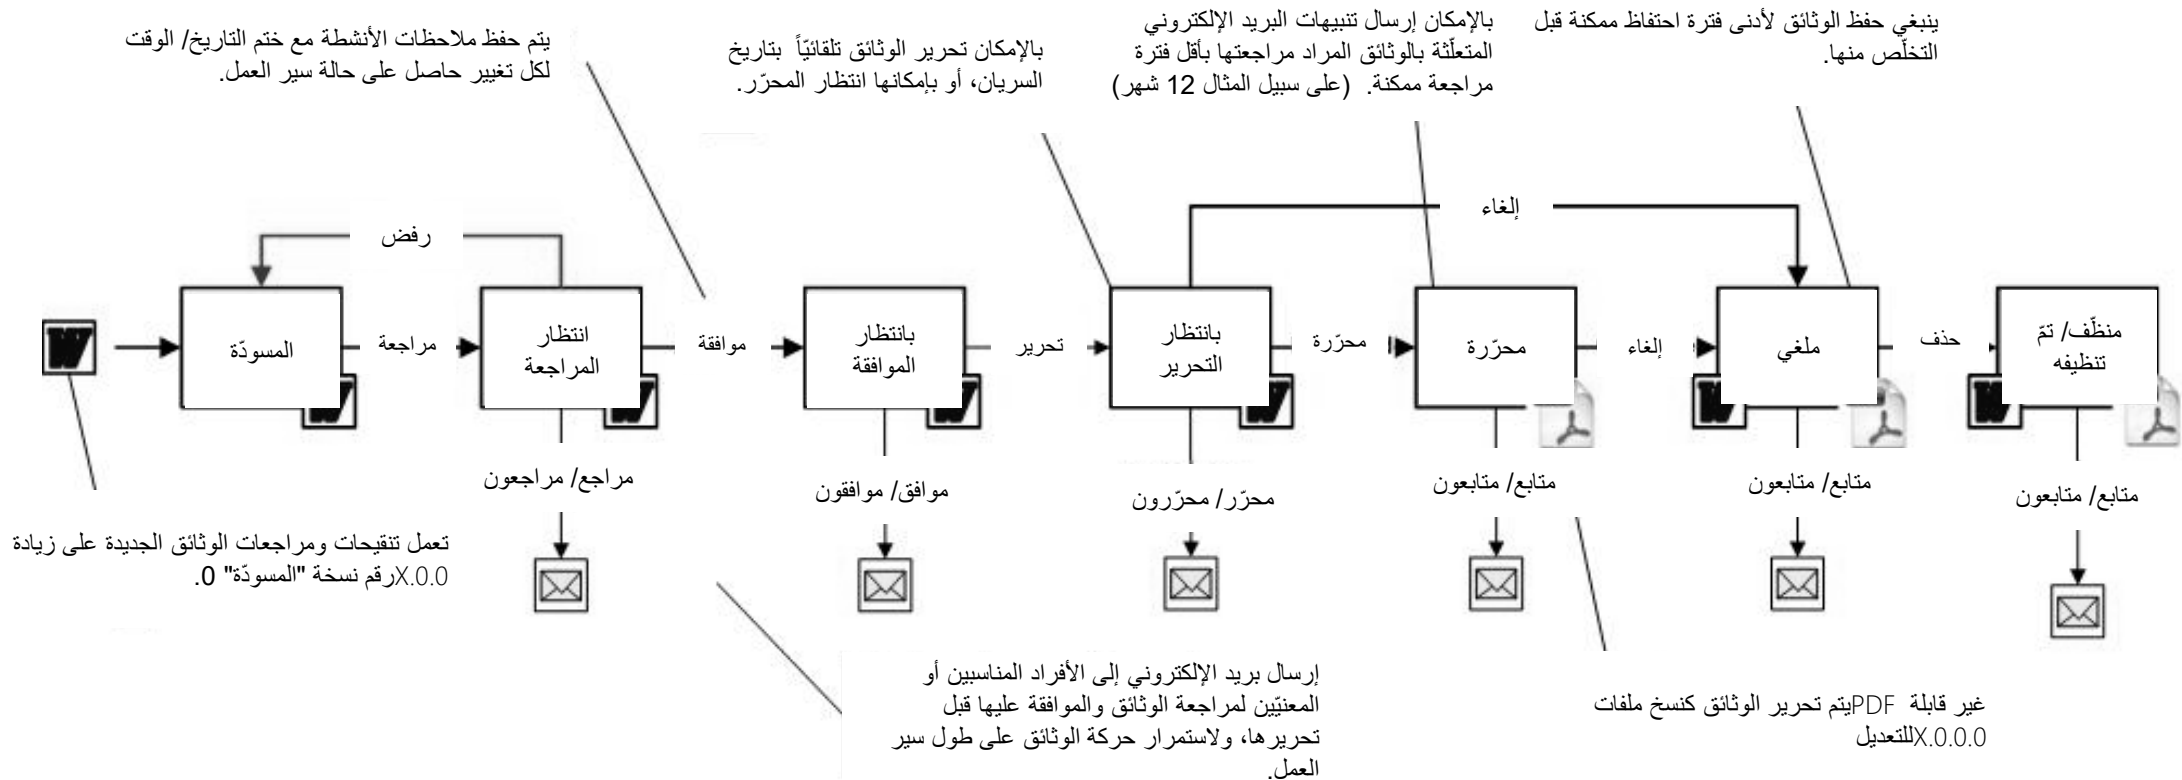 يتم حفظ ملاحظات الأنشطة مع ختم التاريخ/ الوقت
لكل تغيير حاصل على حالة سير العمل.
بالإمكان تحرير الوثائق تلقائيّاً بتاريخ
السريان، أو بإمكانها انتظار المحرّر.
بالإمكان إرسال تنبيهات البريد الإلكتروني
المتعلّثة بالوثائق المراد مراجعتها بأقل فترة
مراجعة ممكنة. (على سبيل المثال 12 شهر)
ينبغي حفظ الوثائق لأدنى فترة احتفاظ ممكنة قبل
التخلّص منها.
رفض
إلغاء
المسودّة
مراجعة
انتظار
المراجعة
موافقة
بانتظار
الموافقة
تحرير
بانتظار
التحرير
محرّرة
محرّرة
إلغاء
ملغي
حذف
منظّف/ تمّ
تنظيفه
مراجع/ مراجعون
موافق/ موافقون
محرّر/ محرّرون
متابع/ متابعون
متابع/ متابعون
متابع/ متابعون
تعمل تنقيحات ومراجعات الوثائق الجديدة على زيادة
X.0.0رقم نسخة "المسودّة" 0.
إرسال بريد الإلكتروني إلى الأفراد المناسبين أو
المعنيّين لمراجعة الوثائق والموافقة عليها قبل
تحريرها، ولاستمرار حركة الوثائق على طول سير
العمل.
غير قابلة PDFيتم تحرير الوثائق كنسخ ملفات
X.0.0.0للتعديل